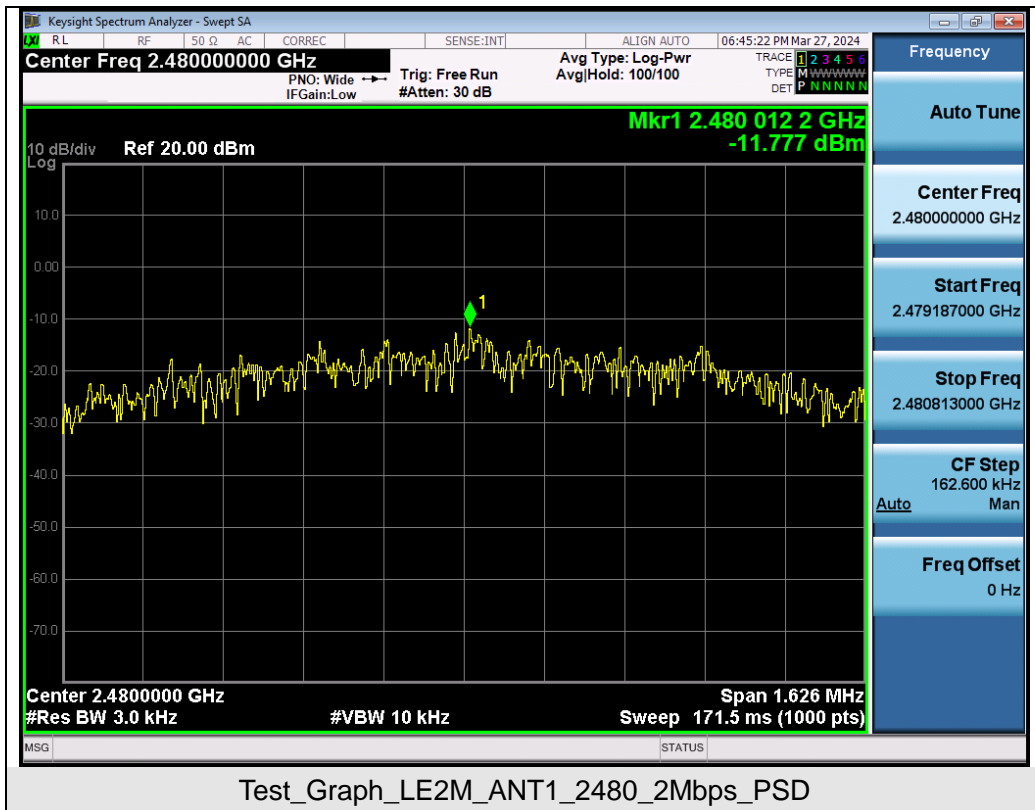 Keysight Spectrum Analyzer - Swept SA
LXI RL RF 50 Ω AC CORREC SENSE:INT ALIGN AUTO 06:45:22 PM Mar 27, 2024
Center Freq 2.480000000 GHz
PNO: Wide
IFGain:Low
Trig: Free Run
#Atten: 30 dB
Avg Type: Log-Pwr
Avg|Hold: 100/100
TRACE 1 2 3 4 5 6
TYPE M WWWWW
DET P N N N N N
Mkr1 2.480 012 2 GHz
-11.777 dBm
10 dB/div Ref 20.00 dBm
Log
10.0
0.00
-10.0
-20.0
-30.0
-40.0
-50.0
-60.0
-70.0
1
Center 2.4800000 GHz Span 1.626 MHz
#Res BW 3.0 kHz #VBW 10 kHz Sweep 171.5 ms (1000 pts)
MSG STATUS
Frequency
Auto Tune
Center Freq
2.480000000 GHz
Start Freq
2.479187000 GHz
Stop Freq
2.480813000 GHz
CF Step
162.600 kHz
Auto Man
Freq Offset
0 Hz
Test_Graph_LE2M_ANT1_2480_2Mbps_PSD